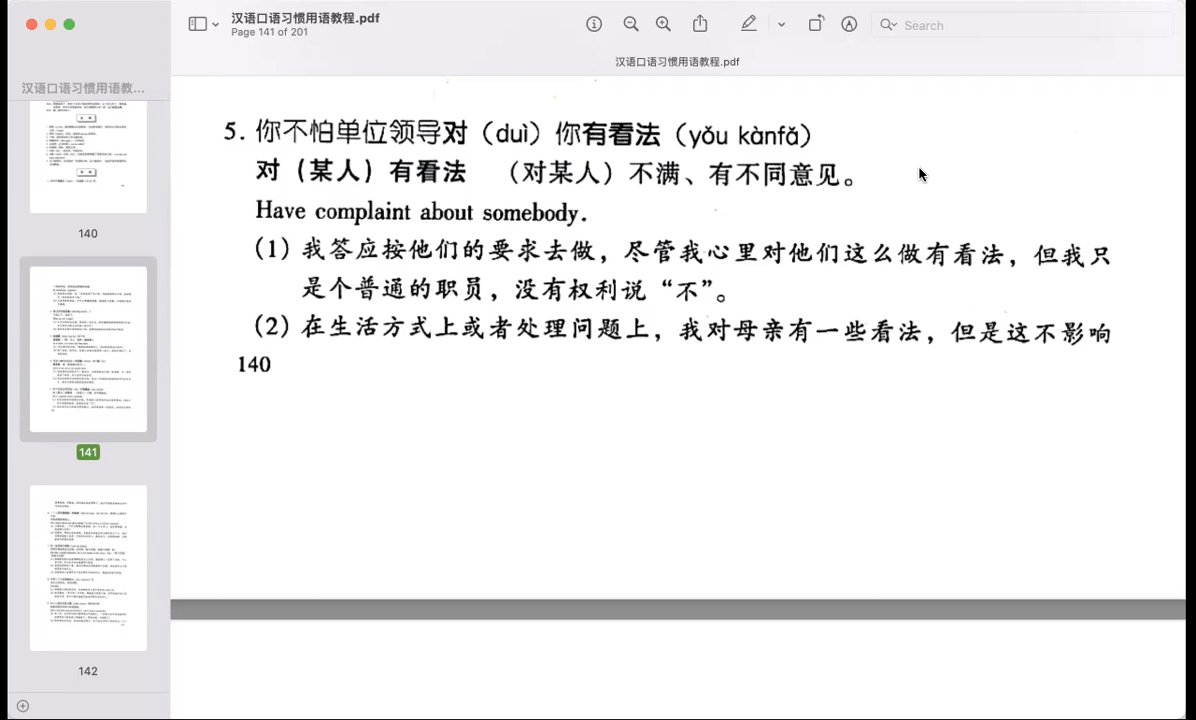 汉语口语习惯用语教程.pdf
Page 141 of 201
Search
汉语口语习惯用语教...
汉语口语习惯用语教程.pdf
140
141
142
5. 你不怕单位领导对（duì）你有看法（yǒu kànfǎ）
对（某人）有看法 （对某人）不满、有不同意见。
Have complaint about somebody.
(1) 我答应按他们的要求去做，尽管我心里对他们这么做有看法，但我只
是个普通的职员，没有权利说“不”。
(2) 在生活方式上或者处理问题上，我对母亲有一些看法，但是这不影响
140